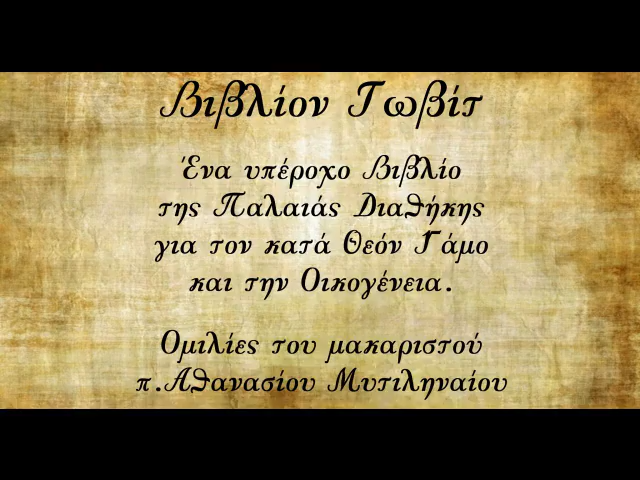 Βιβλίον Τωβίτ
Ένα υπέροχο Βιβλίο
της Παλαιάς Διαθήκης
για τον κατά Θεόν Γάμο
και την Οικογένεια.
Ομιλίες του μακαριστού
π.Αθανασίου Μυτιληναίου